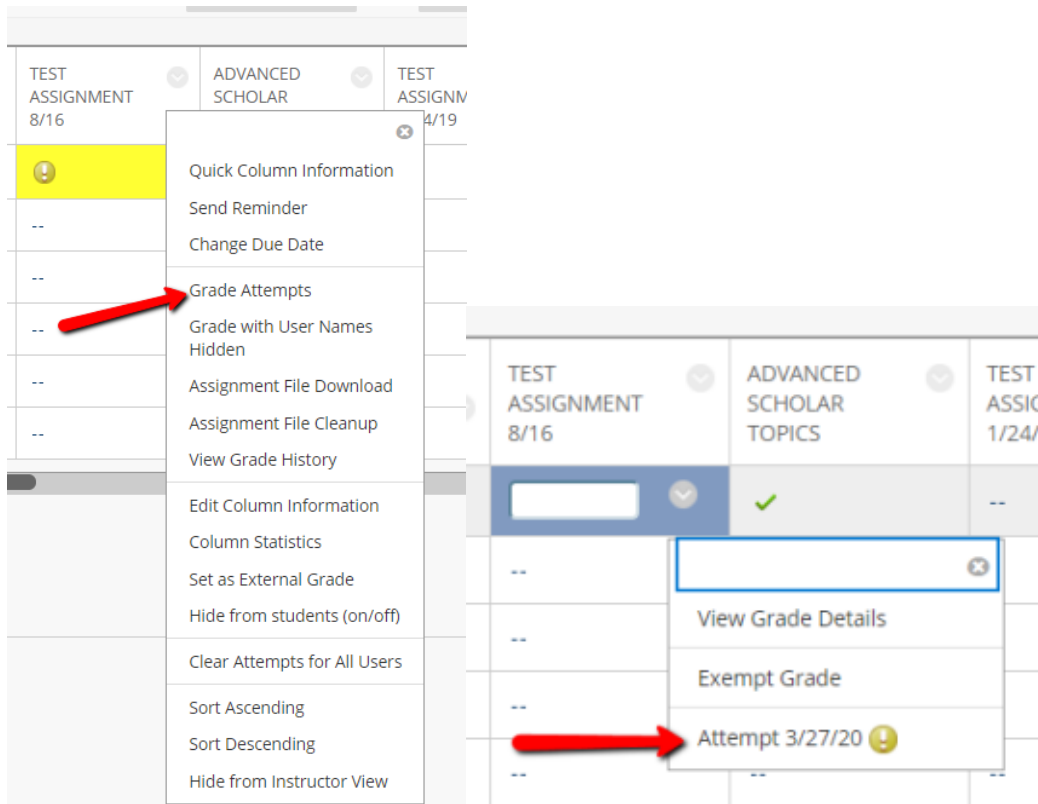 TEST
ASSIGNMENT
8/16
ADVANCED
SCHOLAR
TEST
ASSIGNM
4/19
--
--
--
--
--
Quick Column Information
Send Reminder
Change Due Date
Grade Attempts
Grade with User Names
Hidden
Assignment File Download
Assignment File Cleanup
View Grade History
Edit Column Information
Column Statistics
Set as External Grade
Hide from students (on/off)
Clear Attempts for All Users
Sort Ascending
Sort Descending
Hide from Instructor View
TEST
ASSIGNMENT
8/16
ADVANCED
SCHOLAR
TOPICS
TEST
ASSIG
1/24/
--
--
--
--
--
--
--
View Grade Details
Exempt Grade
Attempt 3/27/20